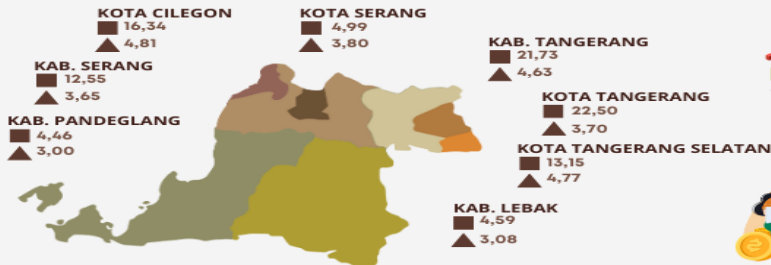 KOTA CILEGON
16,34
4,81
KOTA SERANG
4,99
3,80
KAB. SERANG
12,55
3,65
KAB. PANDEGLANG
4,46
3,00
KAB. TANGERANG
21,73
4,63
KOTA TANGERANG
22,50
3,70
KOTA TANGERANG SELATAN
13,15
4,77
KAB. LEBAK
4,59
3,08